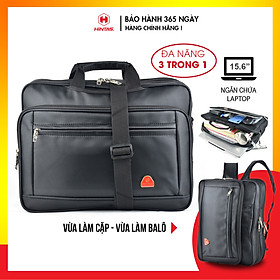 HINTIVE
BẢO HÀNH 365 NGÀY
HÀNG CHÍNH HÃNG !
ĐA NĂNG
3 TRONG 1
15.6"
NGĂN CHỨA
LAPTOP
VỪA LÀM CẶP - VỪA LÀM BALÔ